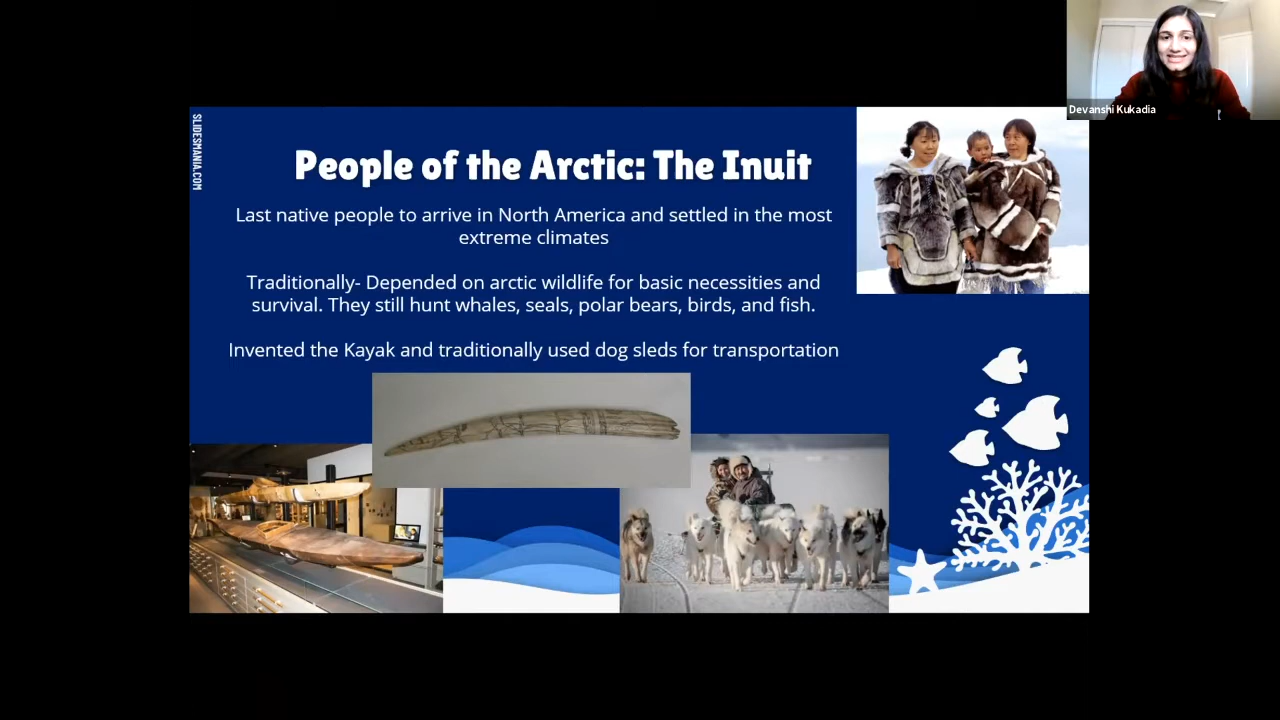 Devanshi Kukadia
SLIDESMANIA.COM
People of the Arctic: The Inuit
Last native people to arrive in North America and settled in the most
extreme climates
Traditionally- Depended on arctic wildlife for basic necessities and
survival. They still hunt whales, seals, polar bears, birds, and fish.
Invented the Kayak and traditionally used dog sleds for transportation